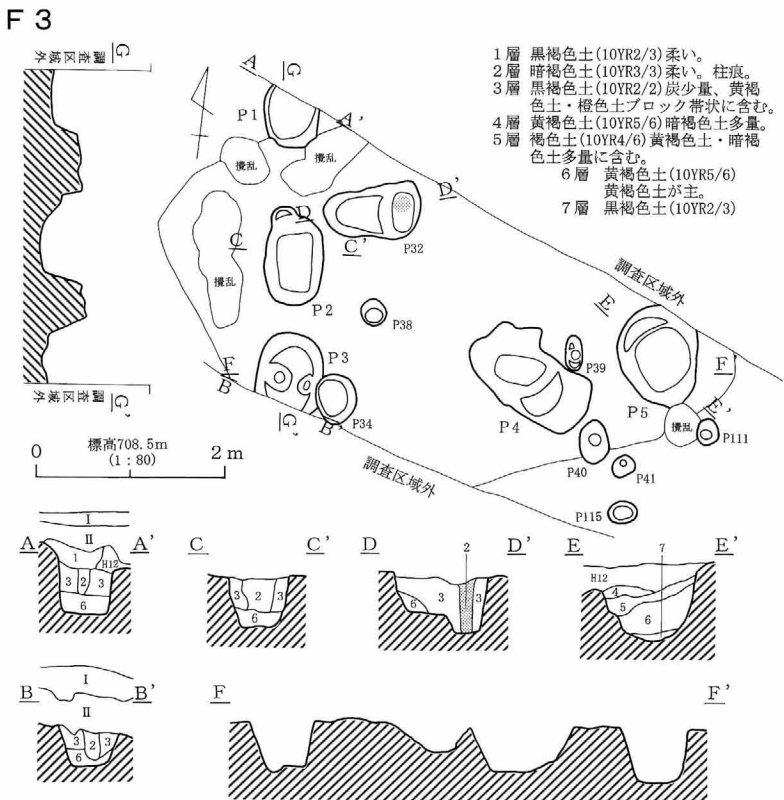 F3
調査区域外
G
A
G
P1
A'
攪乱
攪乱
1層 黒褐色土(10YR2/3)柔い。
2層 暗褐色土(10YR3/3)柔い。柱痕。
3層 黒褐色土(10YR2/2)炭少量、黄褐
色土・橙色土ブロック帯状に含む。
4層 黄褐色土(10YR5/6)暗褐色土多量。
5層 褐色土(10YR4/6)黄褐色土・暗褐
色土多量に含む。
6層 黄褐色土(10YR5/6)
黄褐色土が主。
7層 黒褐色土(10YR2/3)
D'
D
C
C'
P32
攪乱
P2
P38
調査区域外
E
F
B
P3
P34
B'
G'
P39
P4
P5
F'
E'
攪乱
P111
P40
P41
P115
調査区域外
調査区域外
G'
標高708.5m
(1:80)
0
2m
I
II
A
A'
1
H12
3
2
3
6
C
C'
3
2
3
6
D
D'
2
6
3
3
E
E'
7
H12
4
5
6
I
B
B'
II
3
2
3
6
F
F'